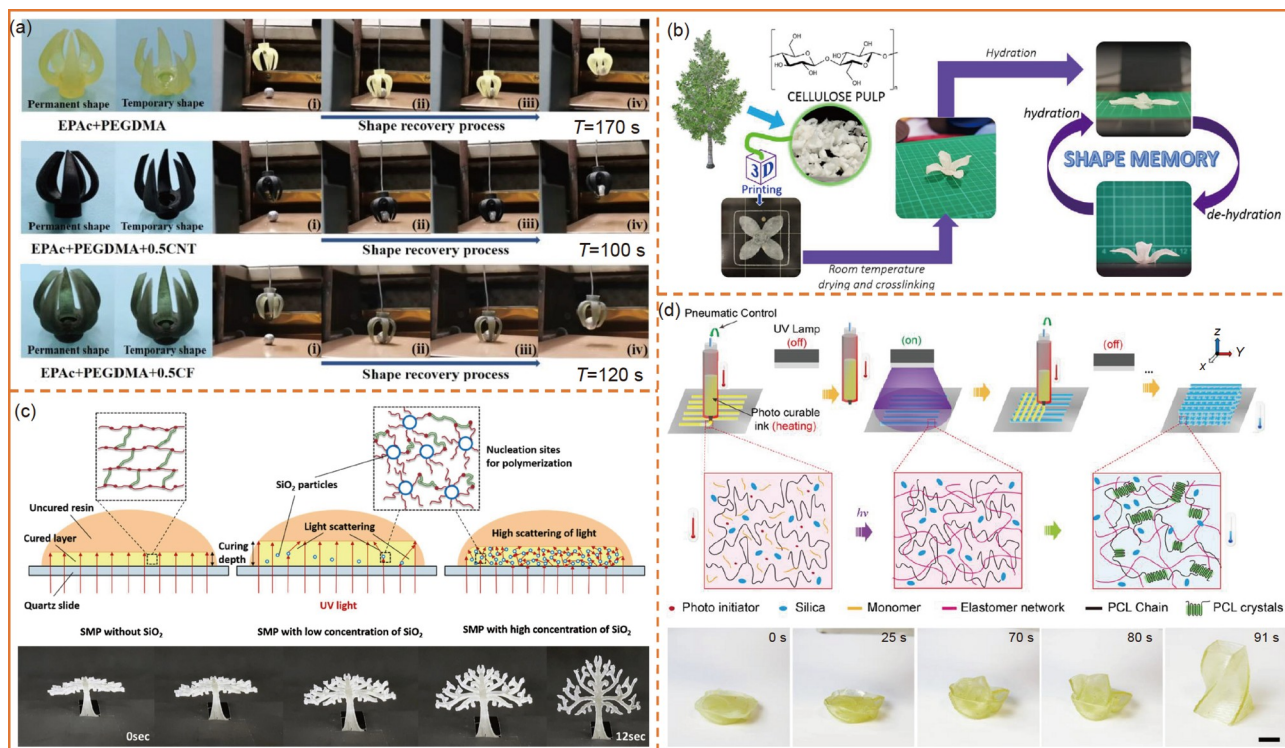 (a)
Permanent shape
Temporary shape
(i)
(ii)
(iii)
(iv)
EPAc+PEGDMA
Shape recovery process
T=170 s
Permanent shape
Temporary shape
(i)
(ii)
(iii)
(iv)
EPAc+PEGDMA+0.5CNT
Shape recovery process
T=100 s
Permanent shape
Temporary shape
(i)
(ii)
(iii)
(iv)
EPAc+PEGDMA+0.5CF
Shape recovery process
T=120 s
(b)
OH
HO
OH
n
CELLULOSE PULP
3D
Printing
Room temperature
drying and crosslinking
Hydration
hydration
SHAPE MEMORY
de-hydration
4
12
(c)
Nucleation sites
for polymerization
SiO₂ particles
Uncured resin
Cured layer
Light scattering
High scattering of light
Curing
depth
Quartz slide
UV light
SMP without SiO₂
SMP with low concentration of SiO₂
SMP with high concentration of SiO₂
0sec
12sec
(d)
Pneumatic Control
UV Lamp
(off)
(on)
(off)
...
z
Y
x
Photo curable
ink (heating)
hv
Photo initiator
Silica
Monomer
Elastomer network
PCL Chain
PCL crystals
0 s
25 s
70 s
80 s
91 s